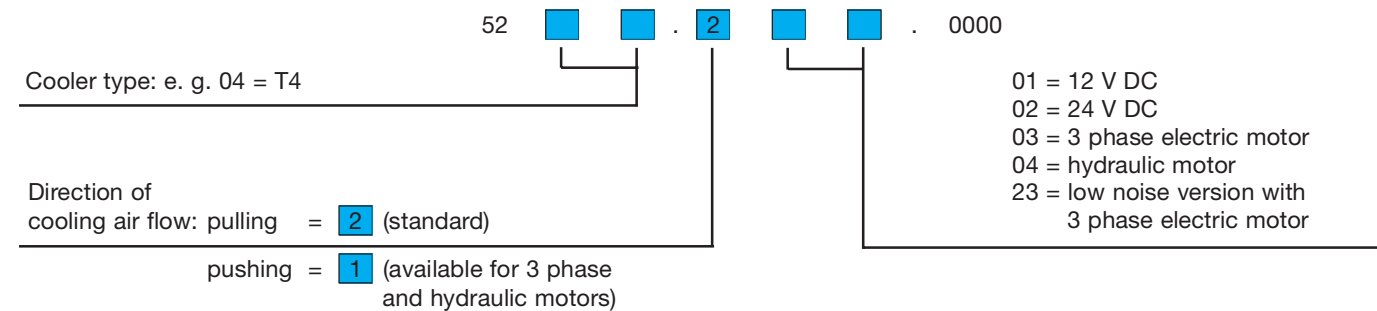 52 . 2 . 0000
Cooler type: e. g. 04 = T4
01 = 12 V DC
02 = 24 V DC
03 = 3 phase electric motor
04 = hydraulic motor
23 = low noise version with
3 phase electric motor
Direction of
cooling air flow: pulling = 2 (standard)
pushing = 1 (available for 3 phase
and hydraulic motors)